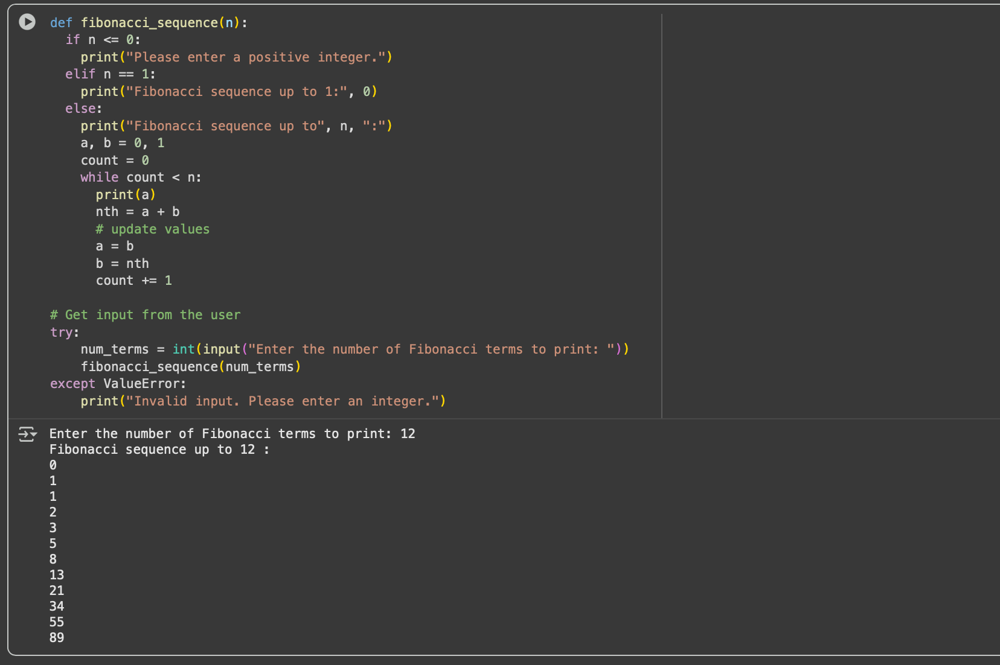 def fibonacci_sequence(n):
  if n <= 0:
    print("Please enter a positive integer.")
  elif n == 1:
    print("Fibonacci sequence up to 1:", 0)
  else:
    print("Fibonacci sequence up to", n, ":")
    a, b = 0, 1
    count = 0
    while count < n:
      print(a)
      nth = a + b
      # update values
      a = b
      b = nth
      count += 1

# Get input from the user
try:
    num_terms = int(input("Enter the number of Fibonacci terms to print: "))
    fibonacci_sequence(num_terms)
except ValueError:
    print("Invalid input. Please enter an integer.")
Enter the number of Fibonacci terms to print: 12
Fibonacci sequence up to 12 :
0
1
1
2
3
5
8
13
21
34
55
89